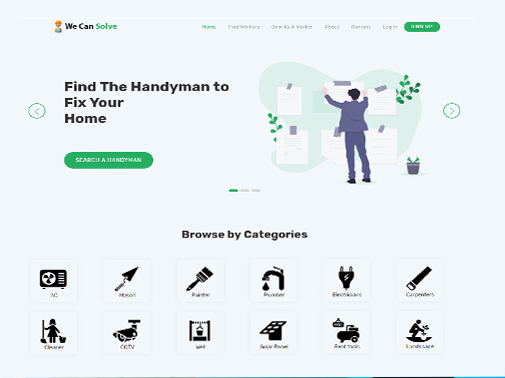 We Can Solve
Home Find Workers Join As A Worker About Contact Log In SIGN UP
Find The Handyman to
Fix Your
Home
SEARCH A HANDYMAN
Browse by Categories
AC Mason Painter Plumber Electricians Carpenters
Cleaner CCTV Well Solar Panel Rent tools Landscape